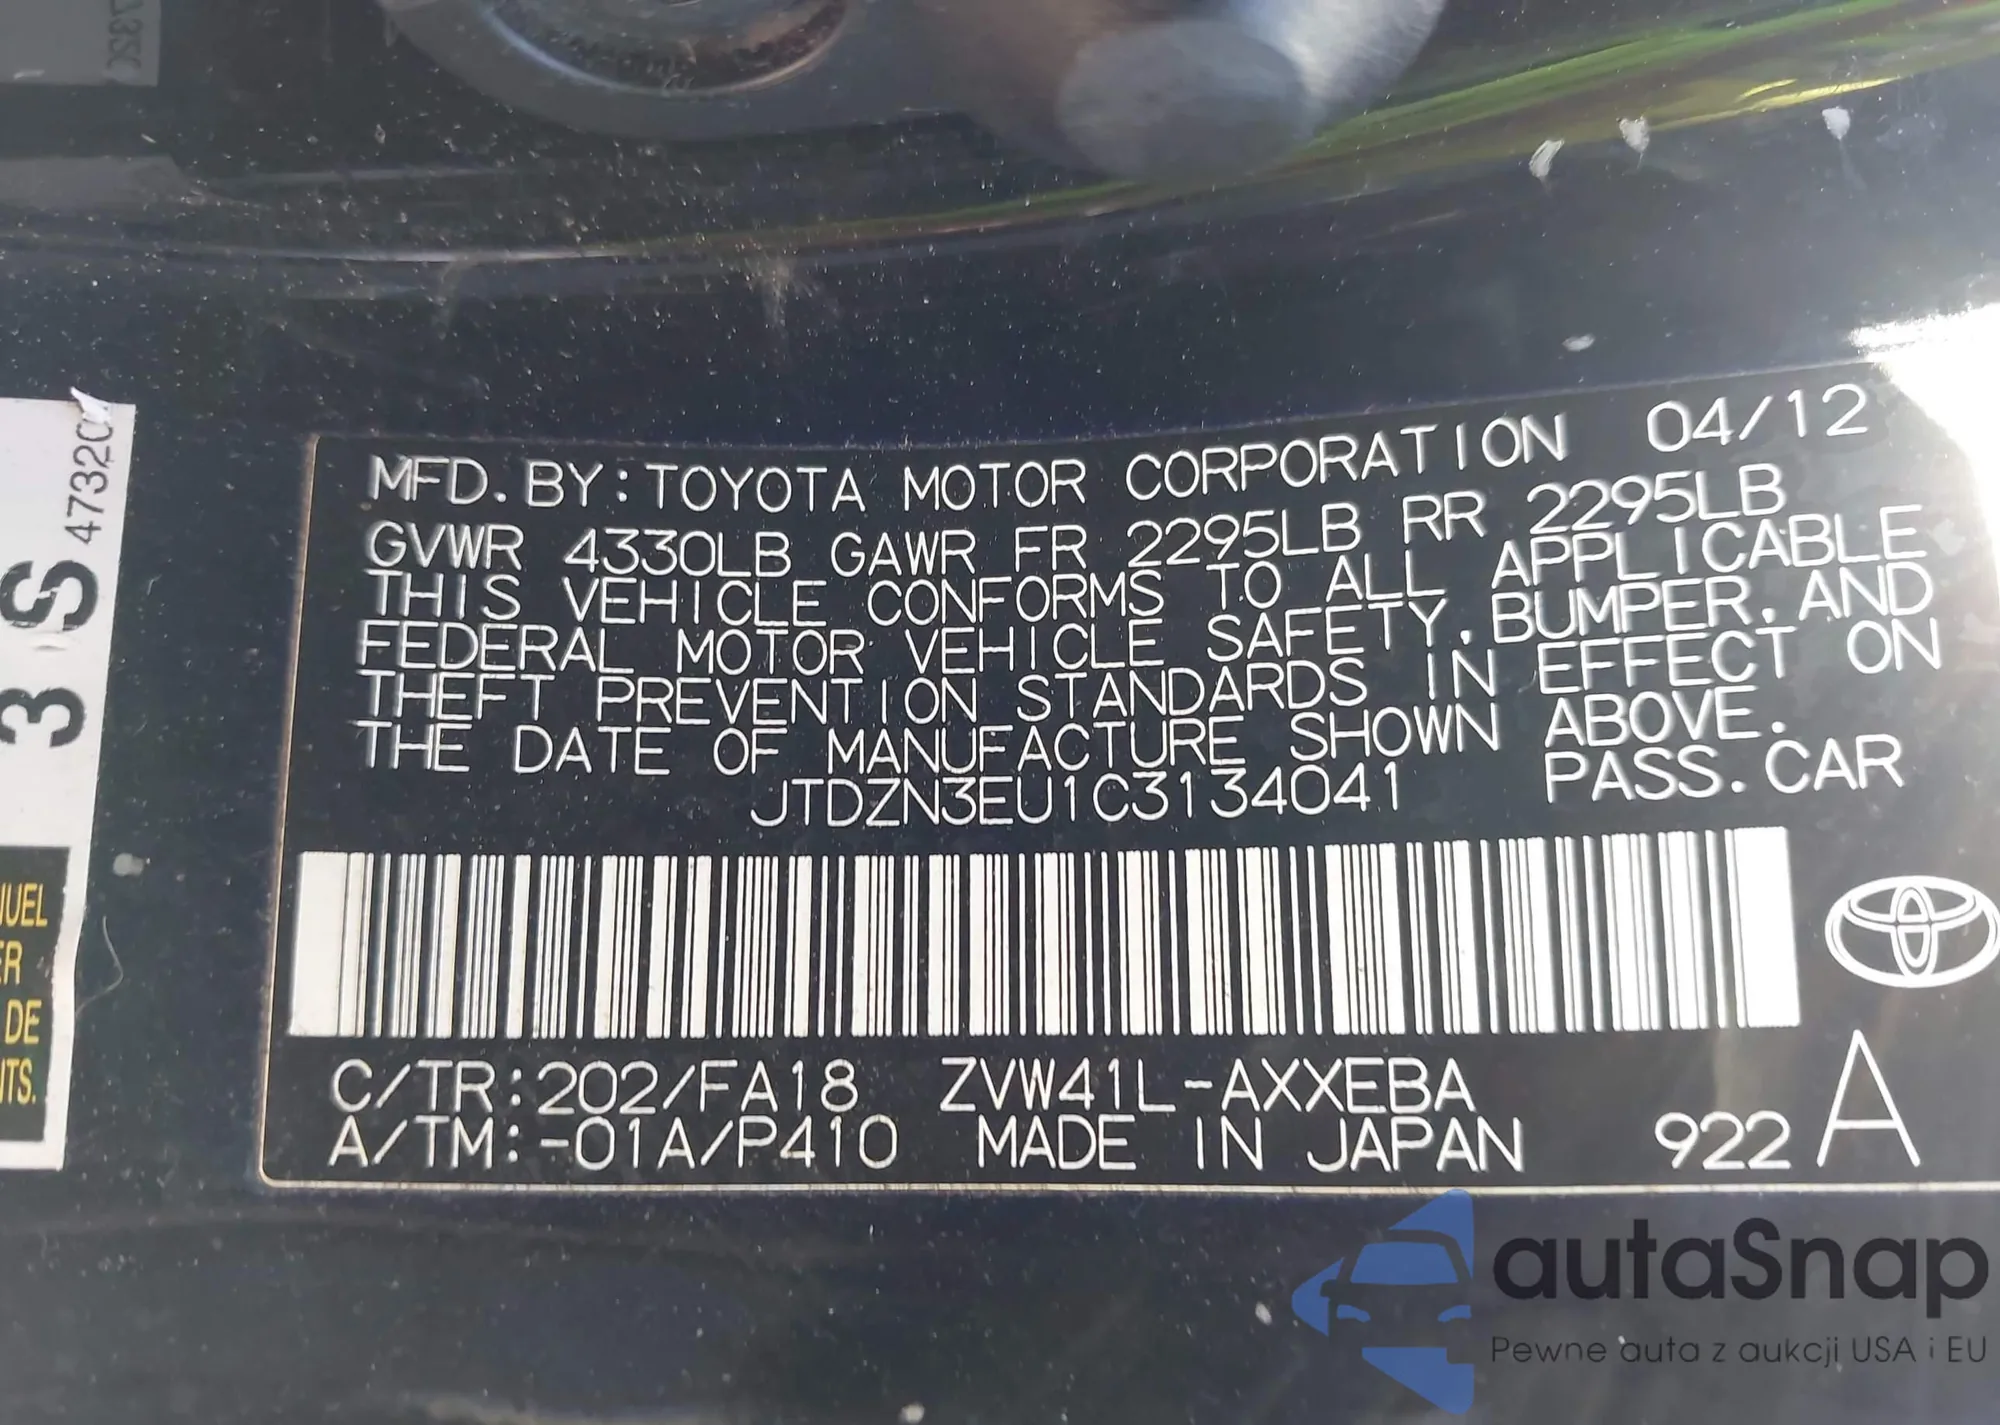 MFD. BY: TOYOTA MOTOR CORPORATION 04/12
GVWR 4330LB GAWR FR 2295LB RR 2295LB
THIS VEHICLE CONFORMS TO ALL APPLICABLE
FEDERAL MOTOR VEHICLE SAFETY, BUMPER, AND
THEFT PREVENTION STANDARDS IN EFFECT ON
THE DATE OF MANUFACTURE SHOWN ABOVE.
JTDZN3EU1C3134041 PASS. CAR
C/TR:202/FA18 ZVW41L-AXXEBA
A/TM:-01A/P410 MADE IN JAPAN 922 A
3 S 47320
DE
autaSnap
Pewne auta z aukcji USA i EU